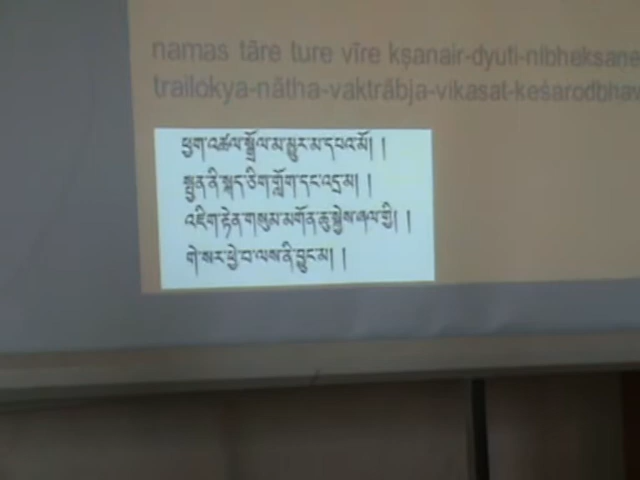 namas tāre ture vīre kṣanair-dyuti-nibhekṣaṇe
trailokya-nātha-vaktrābja-vikasat-keśarodbhav
ཕྱག་འཚལ་སྒྲོལ་མ་མྱུར་མ་དཔའ་མོ། །
སྤྱན་ནི་སྐད་ཅིག་གློག་དང་འདྲ་མ། །
འཇིག་རྟེན་གསུམ་མགོན་ཆུ་སྐྱེས་ཞལ་གྱི། །
གེ་སར་ཕྱེ་བ་ལས་ནི་བྱུང་མ། །